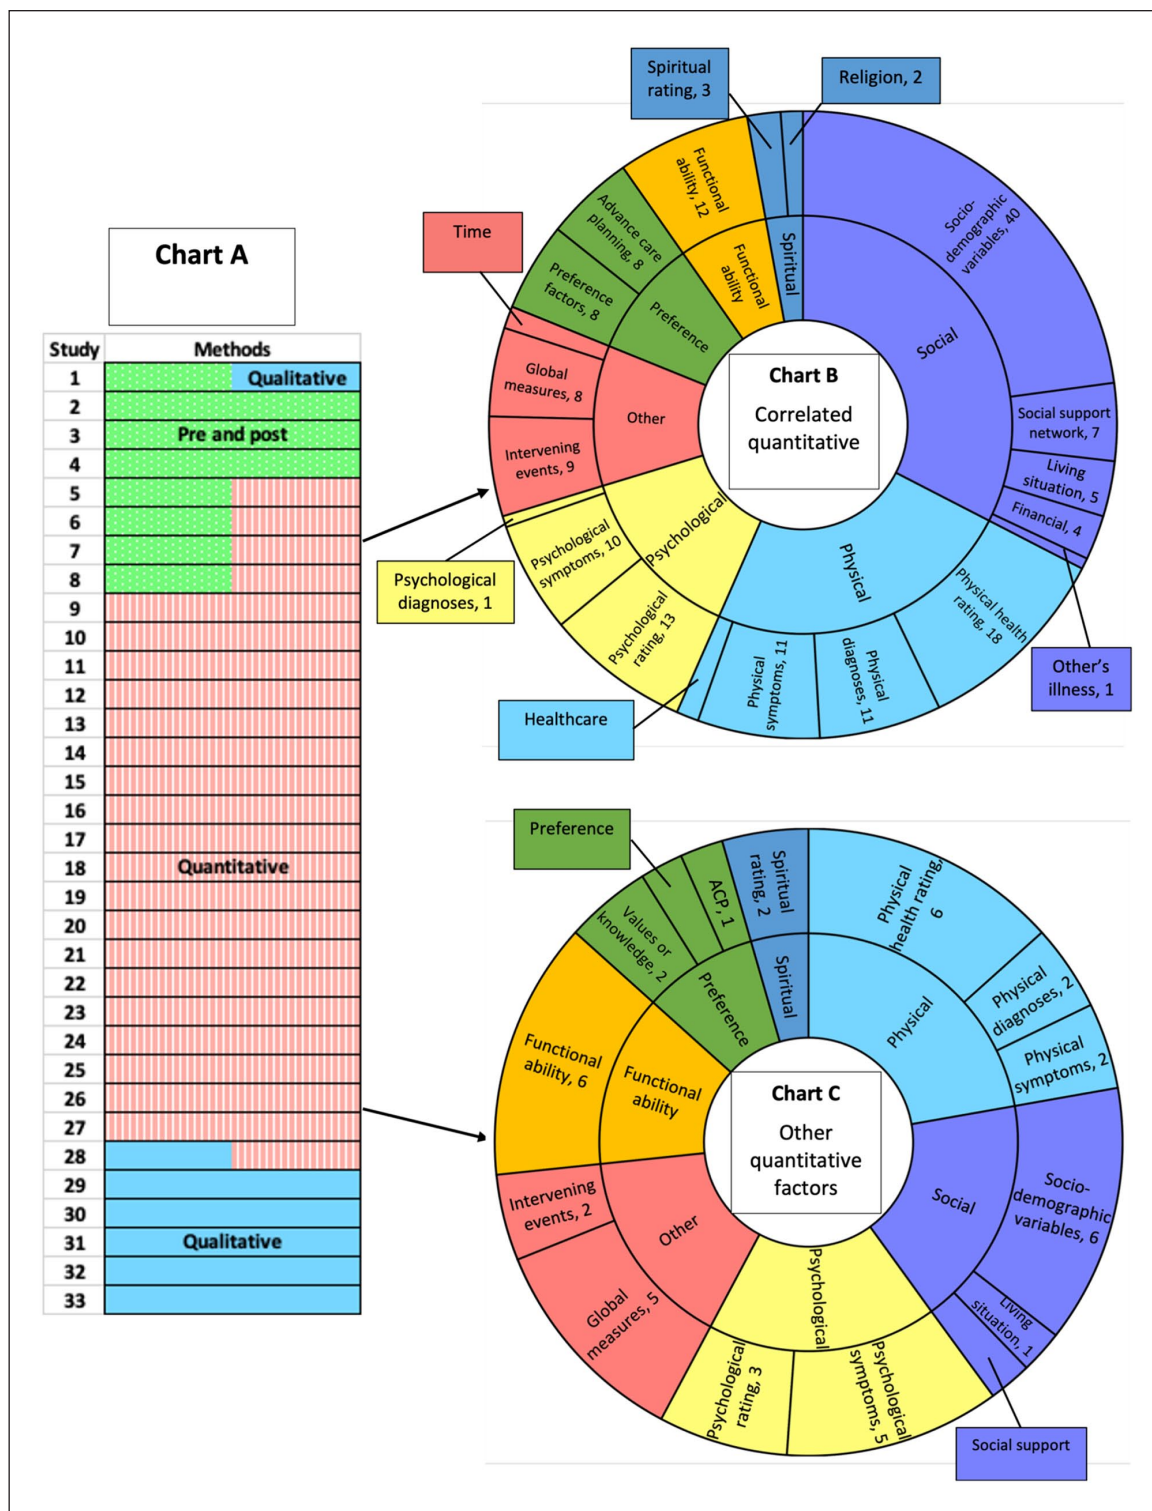 Chart A
Study Methods
1 Qualitative
2
3 Pre and post
4
5
6
7
8
9
10
11
12
13
14
15
16
17
18 Quantitative
19
20
21
22
23
24
25
26
27
28
29
30
31 Qualitative
32
33
Chart B
Correlated
quantitative
Spiritual
rating, 3
Religion, 2
Socio-
demographic
variables, 40
Social
Social support
network, 7
Living
situation, 5
Financial, 4
Other’s
illness, 1
Physical health
rating, 18
Physical
Physical
diagnoses, 11
Physical
symptoms, 11
Healthcare
Psychological
Psychological
rating, 13
Psychological
symptoms, 10
Psychological
diagnoses, 1
Other
Intervening
events, 9
Global
measures, 8
Time
Preference
Preference
factors, 8
Advance care
planning, 8
Functional
ability, 12
Functional
ability
Spiritual
Chart C
Other
quantitative
factors
Physical
health rating,
6
Physical
Physical
diagnoses, 2
Physical
symptoms, 2
Social
Socio-
demographic
variables, 6
Living
situation, 1
Social support
Psychological
Psychological
symptoms, 5
Psychological
rating, 3
Other
Global
measures, 5
Intervening
events, 2
Functional
ability, 6
Functional
ability
Preference
Values or
knowledge, 2
Preference
ACP, 1
Spiritual
rating, 2
Spiritual